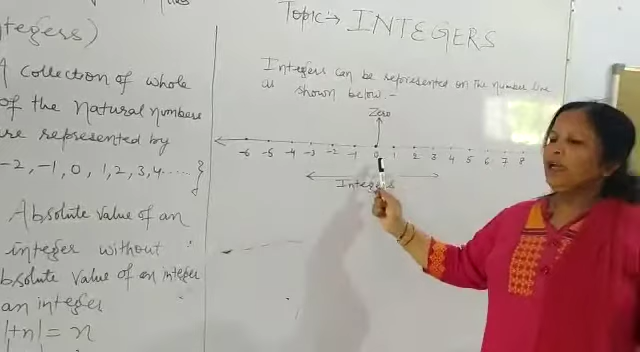 Topic:→ INTEGERS
tegers)
A collection of whole
of the Natural Numbers
re represented by
-2, -1, 0, 1, 2, 3, 4.....}
Absolute value of an
integer without
bsolute value of an integer
an integer
|+n| = n
Integers can be represented on the number line
as shown below.-
Zero
-6 -5 -4 -3 -2 -1 0 1 2 3 4 5 6 7 8
Integers